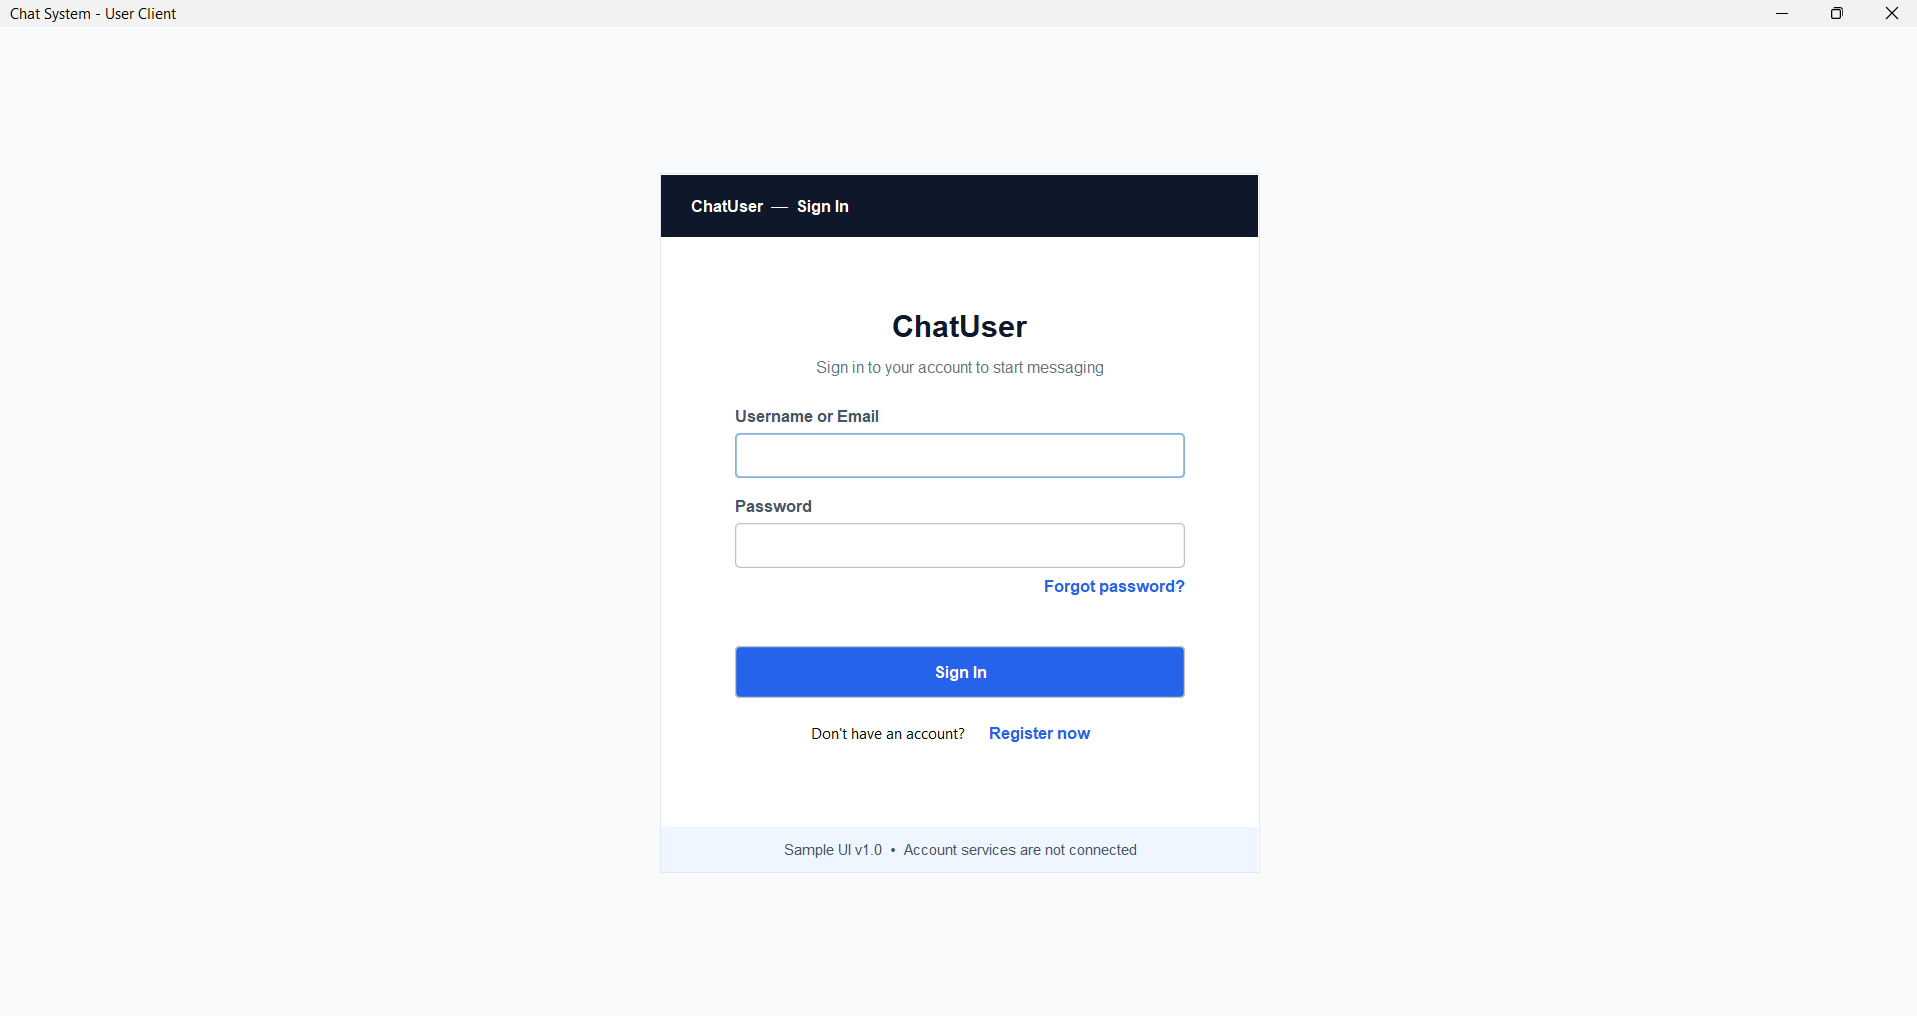 Chat System - User Client
ChatUser — Sign In
ChatUser
Sign in to your account to start messaging
Username or Email
Password
Forgot password?
Sign In
Don't have an account? Register now
Sample UI v1.0 • Account services are not connected